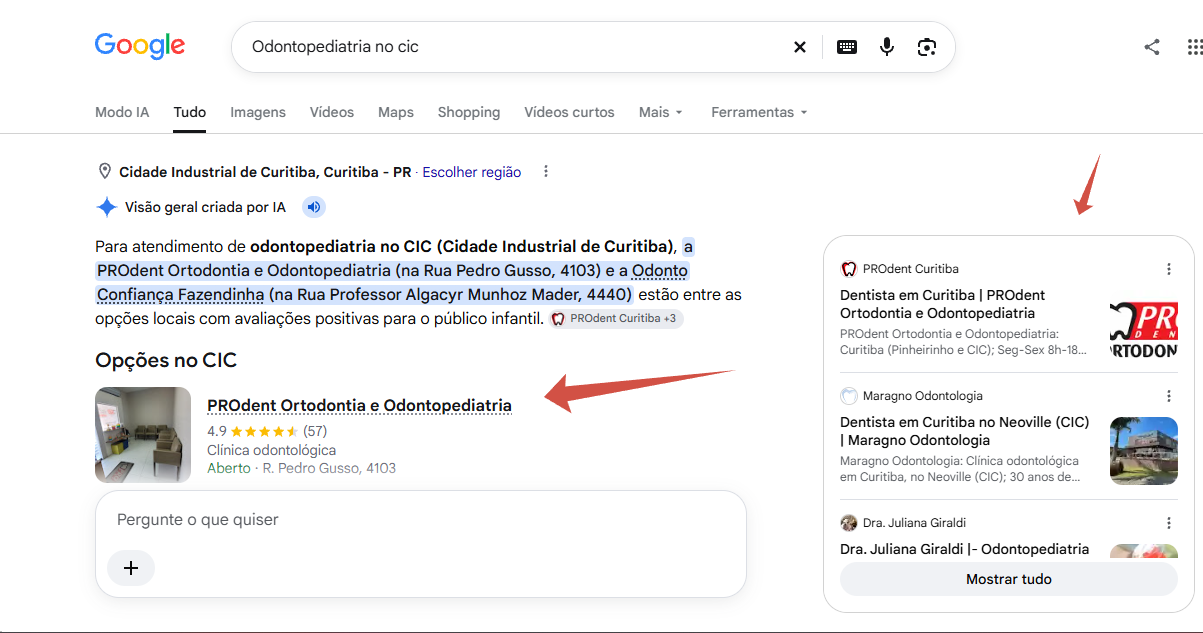 Google
Odontopediatria no cic
Modo IA
Tudo
Imagens
Vídeos
Maps
Shopping
Vídeos curtos
Mais
Ferramentas
Cidade Industrial de Curitiba, Curitiba - PR · Escolher região
Visão geral criada por IA
Para atendimento de odontopediatria no CIC (Cidade Industrial de Curitiba), a
PROdent Ortodontia e Odontopediatria (na Rua Pedro Gusso, 4103) e a Odonto
Confiança Fazendinha (na Rua Professor Algacyr Munhoz Mader, 4440) estão entre as
opções locais com avaliações positivas para o público infantil. PROdent Curitiba +3
Opções no CIC
PROdent Ortodontia e Odontopediatria
4.9 (57)
Clínica odontológica
Aberto · R. Pedro Gusso, 4103
Pergunte o que quiser
PROdent Curitiba
Dentista em Curitiba | PROdent
Ortodontia e Odontopediatria
PROdent Ortodontia e Odontopediatria:
Curitiba (Pinheirinho e CIC); Seg-Sex 8h-18...
PR
DEN
RTODON
Maragno Odontologia
Dentista em Curitiba no Neoville (CIC)
| Maragno Odontologia
Maragno Odontologia: Clínica odontológica
em Curitiba, no Neoville (CIC); 30 anos de...
Dra. Juliana Giraldi
Dra. Juliana Giraldi |- Odontopediatria
Mostrar tudo